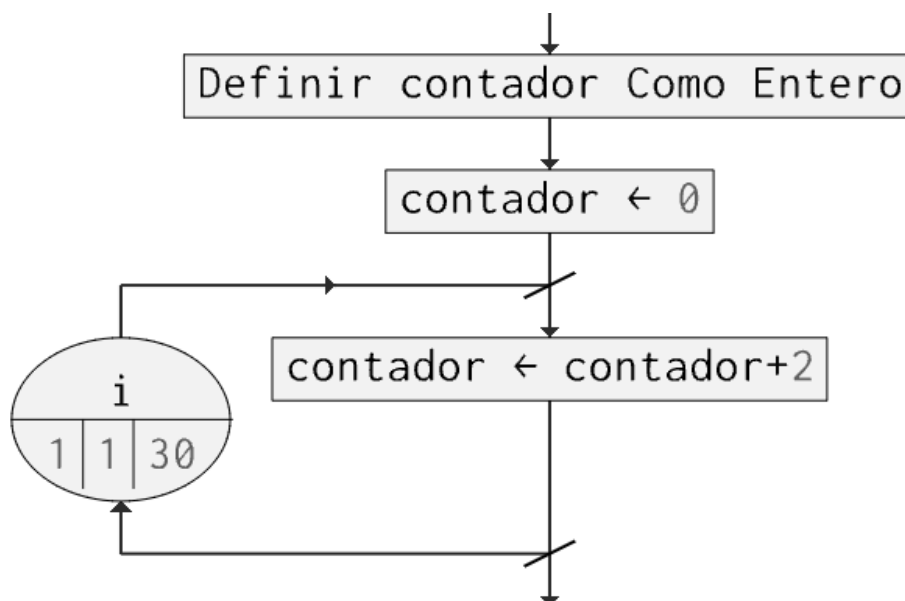 Definir contador Como Entero
contador ← 0
contador ← contador+2
i
1 1 30